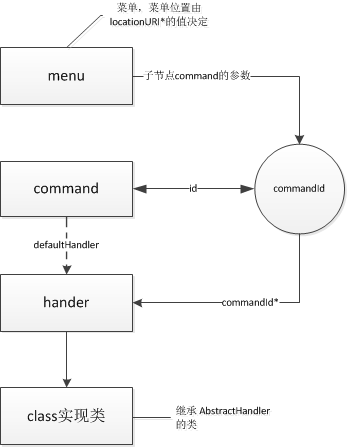 菜单，菜单位置由
locationURI*的值决定
menu
子节点command的参数
command
id
commandId
defaultHandler
hander
commandId*
class实现类
继承 AbstractHandler
的类